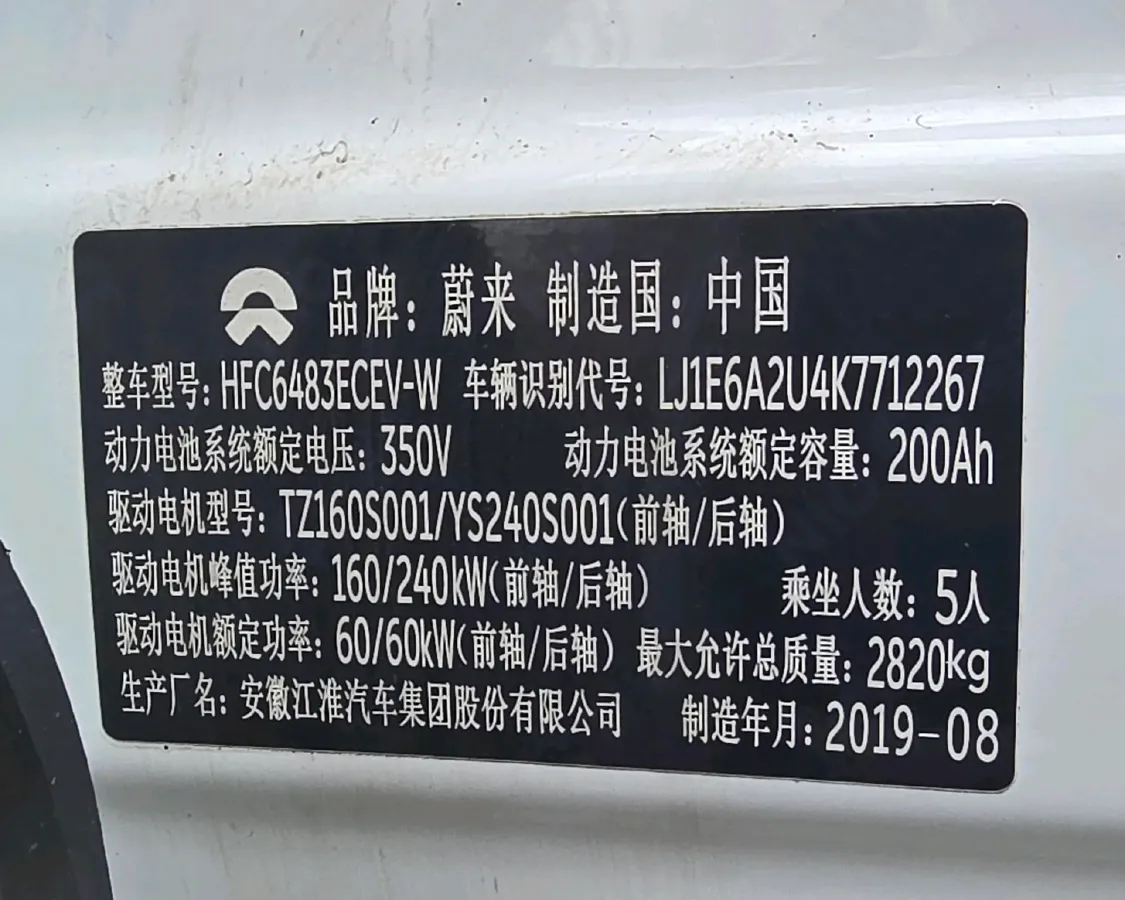 品牌：蔚来 制造国：中国
整车型号：HFC6483ECEV-W 车辆识别代号：LJ1E6A2U4K7712267
动力电池系统额定电压：350V 动力电池系统额定容量：200Ah
驱动电机型号：TZ160S001/YS240S001(前轴/后轴)
驱动电机峰值功率：160/240kW(前轴/后轴) 乘坐人数：5人
驱动电机额定功率：60/60kW(前轴/后轴) 最大允许总质量：2820kg
生产厂名：安徽江淮汽车集团股份有限公司 制造年月：2019-08